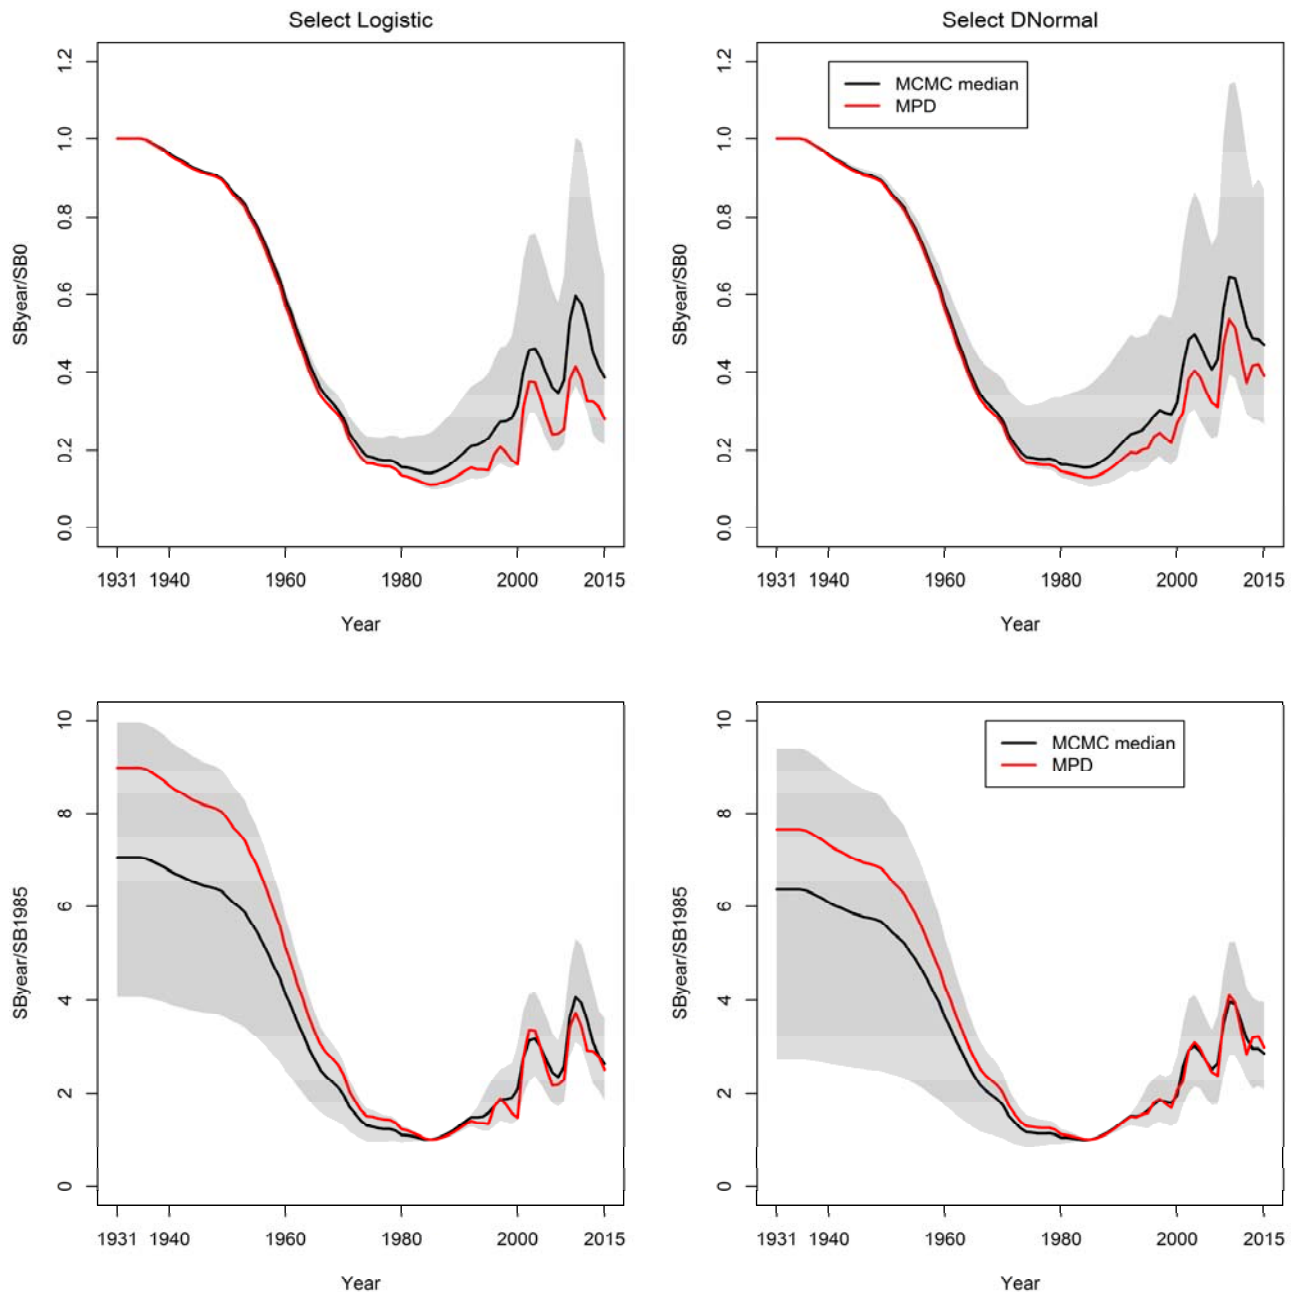 Select Logistic
SByear/SB0
0.0 0.2 0.4 0.6 0.8 1.0 1.2
1931 1940 1960 1980 2000 2015
Year
Select DNormal
MCMC median
MPD
SByear/SB0
0.0 0.2 0.4 0.6 0.8 1.0 1.2
1931 1940 1960 1980 2000 2015
Year
SByear/SB1985
0 2 4 6 8 10
1931 1940 1960 1980 2000 2015
Year
MCMC median
MPD
SByear/SB1985
0 2 4 6 8 10
1931 1940 1960 1980 2000 2015
Year